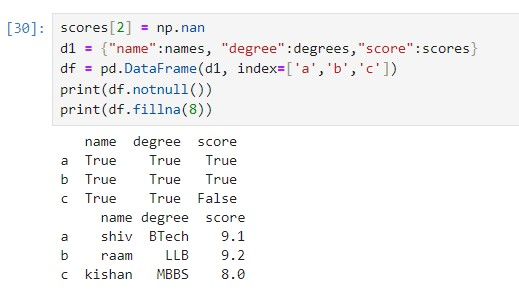 [30]: scores[2] = np.nan
d1 = {"name":names, "degree":degrees,"score":scores}
df = pd.DataFrame(d1, index=['a','b','c'])
print(df.notnull())
print(df.fillna(8))
name degree score
a True True True
b True True True
c True True False
name degree score
a shiv BTech 9.1
b raam LLB 9.2
c kishan MBBS 8.0